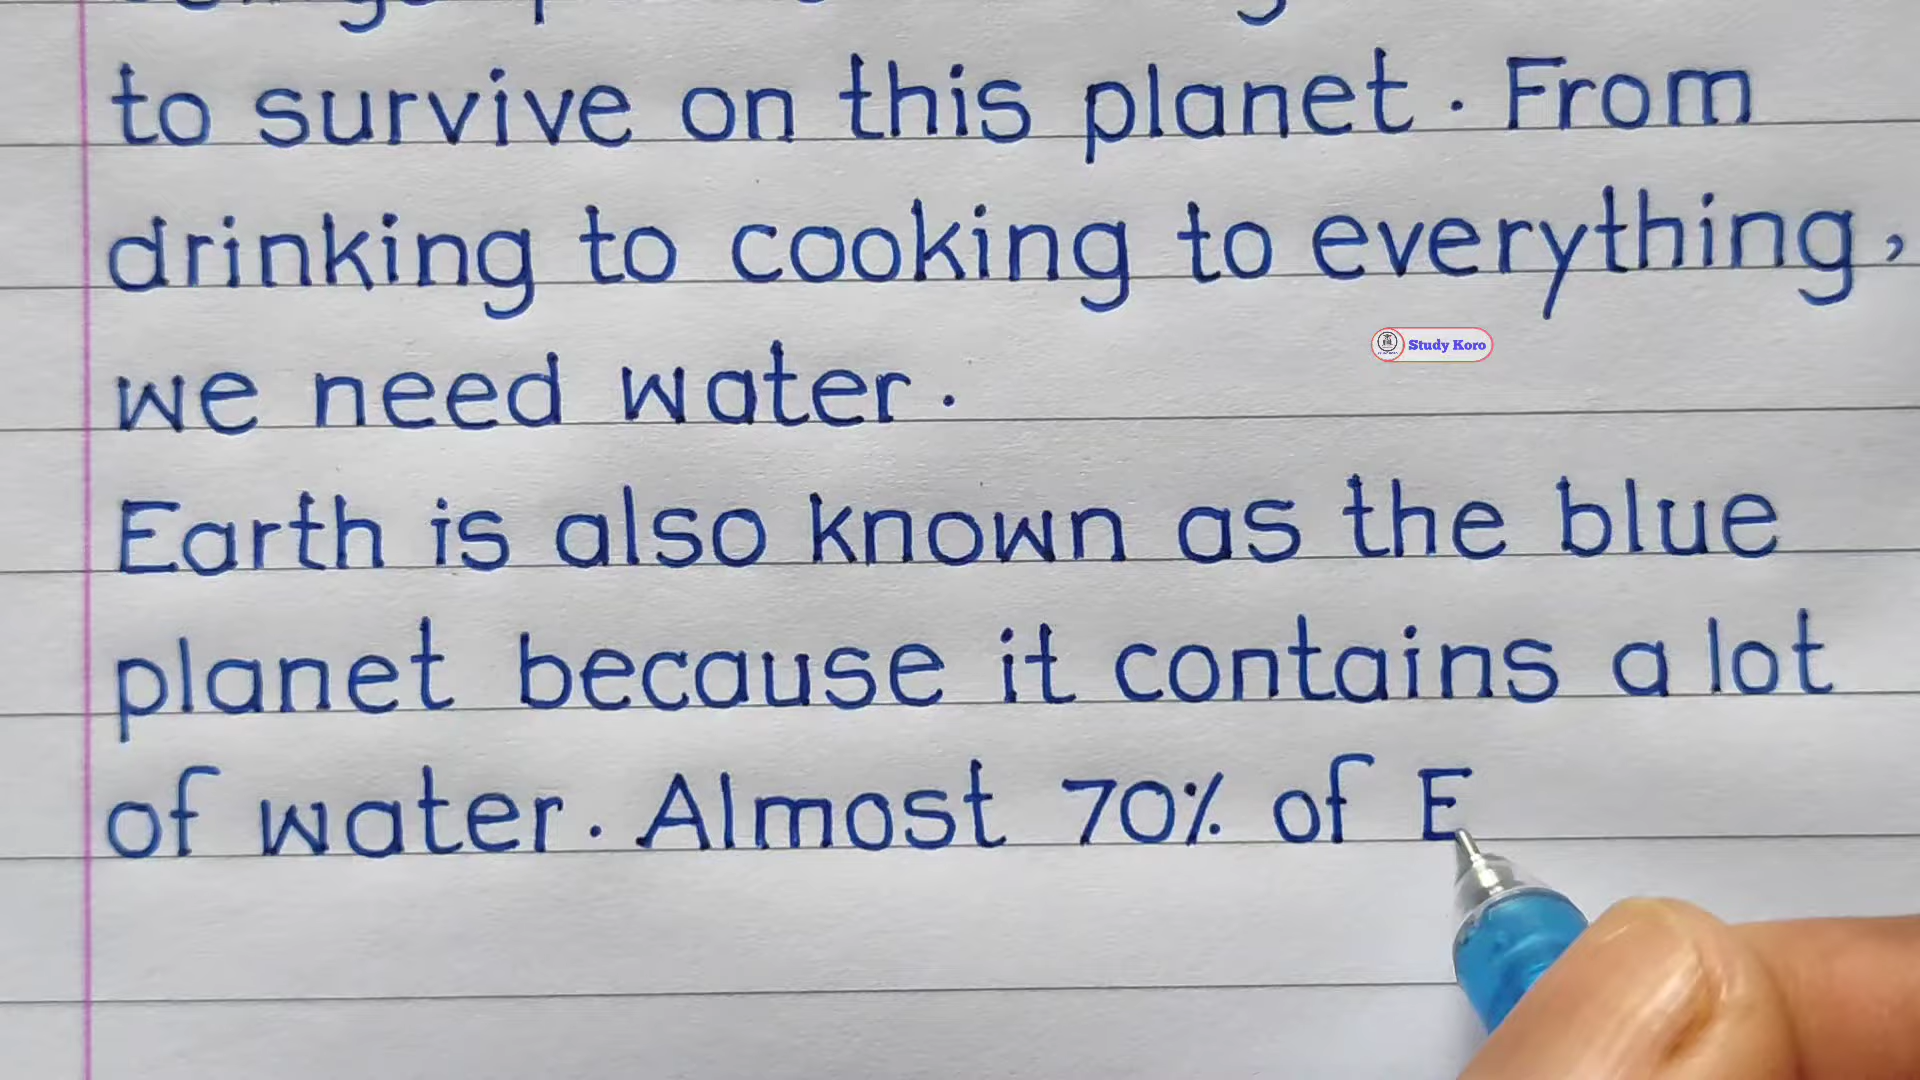 to survive on this planet. From
drinking to cooking to everything,
we need water.
Study Koro
Earth is also known as the blue
planet because it contains a lot
of water. Almost 70% of E